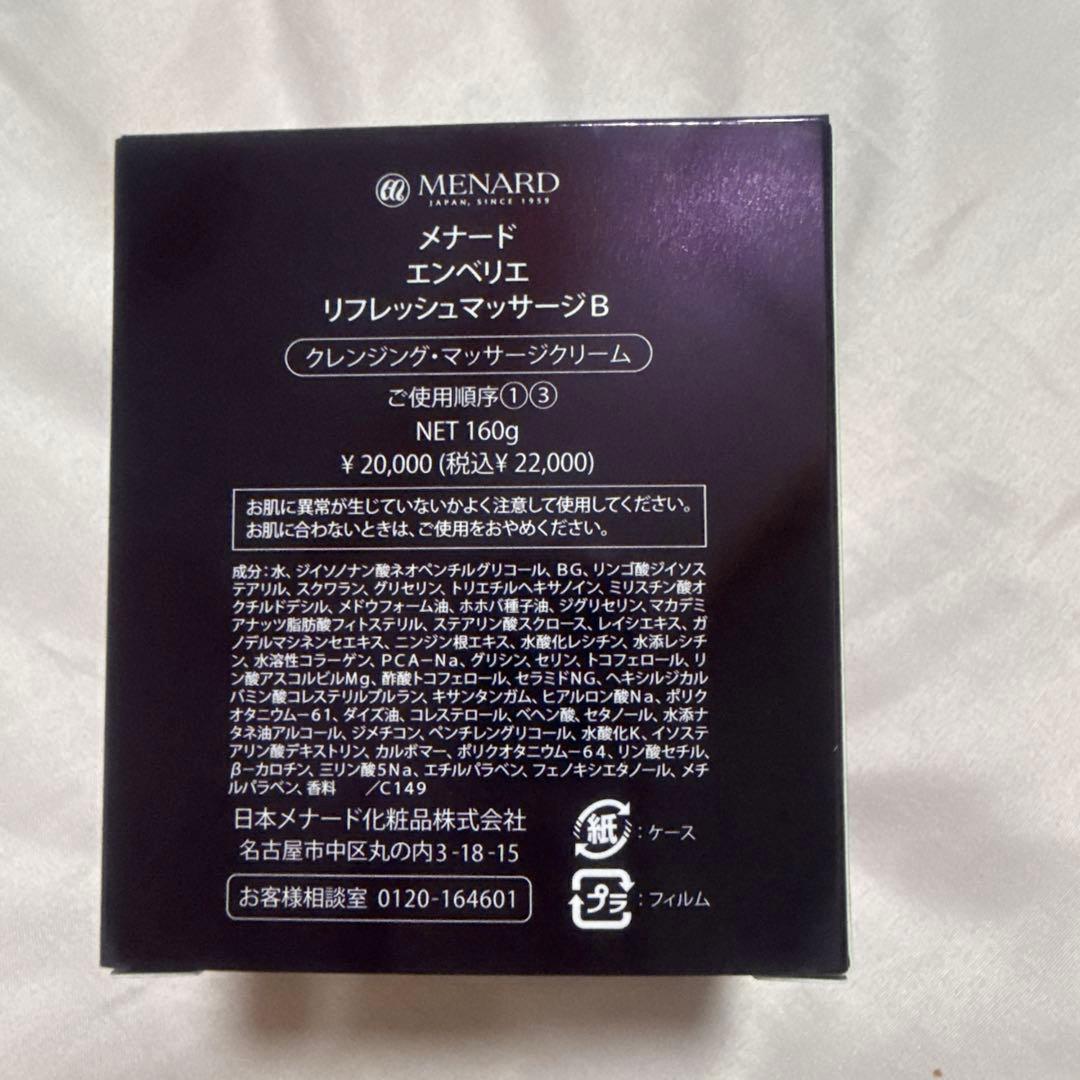 MENARD
JAPAN, SINCE 1959
メナード
エンベリエ
リフレッシュマッサージB
クレンジング・マッサージクリーム
ご使用順序①③
NET 160g
¥20,000 (税込¥22,000)
お肌に異常が生じていないかよく注意して使用してください。
お肌に合わないときは、ご使用をおやめください。
成分:水、ジイソノナン酸ネオペンチルグリコール、BG、リンゴ酸ジイソス
テアリル、スクワラン、グリセリン、トリエチルヘキサノイン、ミリスチン酸オ
クチルドデシル、メドウフォーム油、ホホバ種子油、ジグリセリン、マカデミ
アナッツ脂肪酸フィトステリル、ステアリン酸スクロース、レイシエキス、ガ
ノデルマシネンセエキス、ニンジン根エキス、水酸化レシチン、水添レシチ
ン、水溶性コラーゲン、PCA-Na、グリシン、セリン、トコフェロール、リ
ン酸アスコルビルMg、酢酸トコフェロール、セラミドNG、ヘキシルジカル
バミン酸コレステリルプルラン、キサンタンガム、ヒアルロン酸Na、ポリク
オタニウム-61、ダイズ油、コレステロール、ベヘン酸、セタノール、水添ナ
タネ油アルコール、ジメチコン、ペンチレングリコール、水酸化K、イソステ
アリン酸デキストリン、カルボマー、ポリクオタニウム-64、リン酸セチル、
β-カロチン、三リン酸5Na、エチルパラベン、フェノキシエタノール、メチ
ルパラベン、香料 /C149
日本メナード化粧品株式会社
名古屋市中区丸の内3-18-15
お客様相談室 0120-164601
紙:ケース
プラ:フィルム